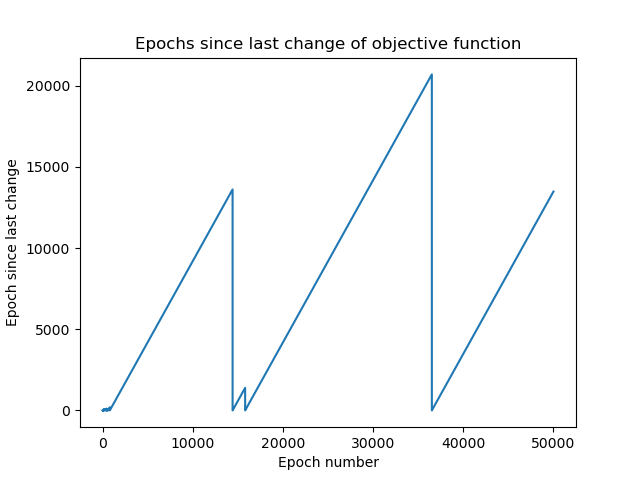 Epochs since last change of objective function
20000
15000
10000
5000
0
Epoch since last change
0 10000 20000 30000 40000 50000
Epoch number